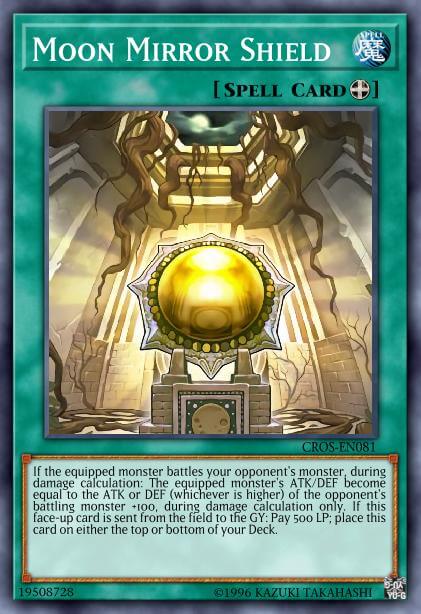 MOON MIRROR SHIELD
SPELL
魔
[SPELL CARD]
CROS-EN081
If the equipped monster battles your opponent's monster, during
damage calculation: The equipped monster's ATK/DEF become
equal to the ATK or DEF (whichever is higher) of the opponent's
battling monster +100, during damage calculation only. If this
face-up card is sent from the field to the GY: Pay 500 LP; place this
card on either the top or bottom of your Deck.
19508728
©1996 KAZUKI TAKAHASHI